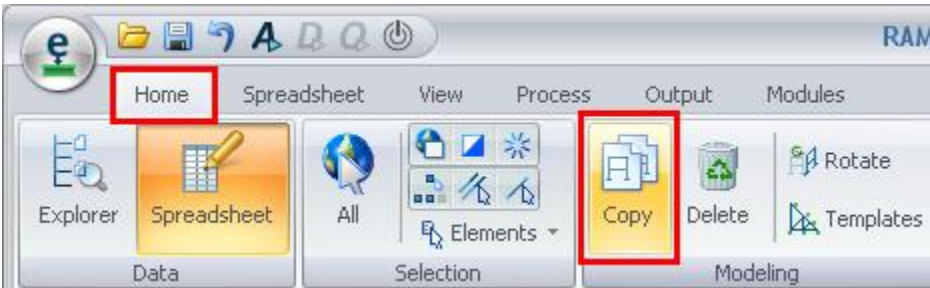 RAM
Home Spreadsheet View Process Output Modules
Explorer Spreadsheet All Elements Copy Delete Rotate Templates
Data Selection Modeling